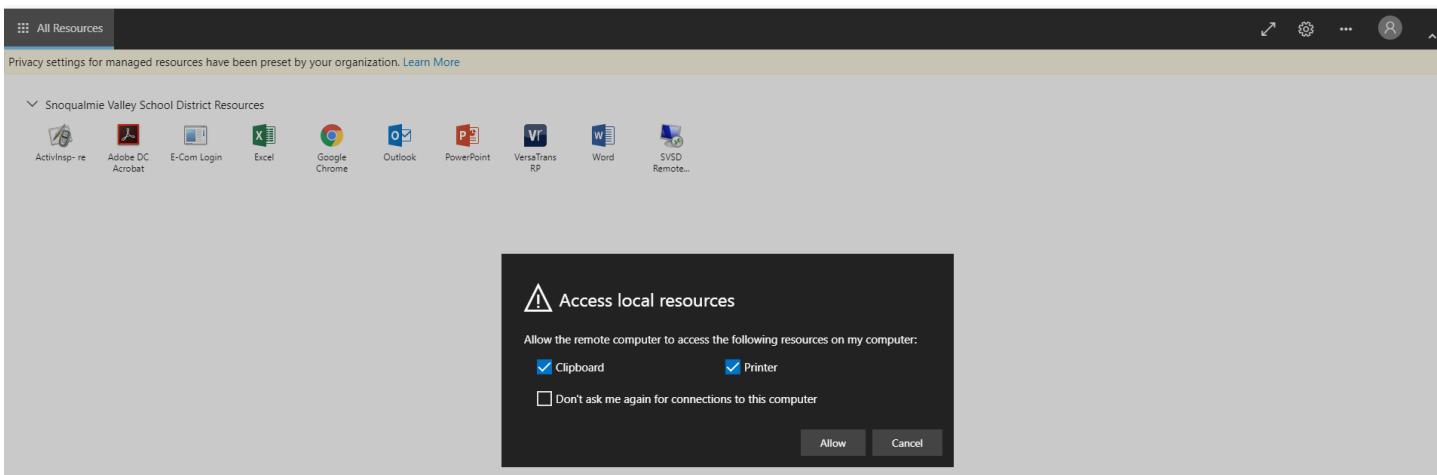 All Resources
Privacy settings for managed resources have been preset by your organization. Learn More
Snoqualmie Valley School District Resources
ActivInsp- re
Adobe DC
Acrobat
E-Com Login
Excel
Google
Chrome
Outlook
PowerPoint
VersaTrans
RP
Word
SVSD
Remote...
Access local resources
Allow the remote computer to access the following resources on my computer:
Clipboard Printer
Don't ask me again for connections to this computer
Allow Cancel